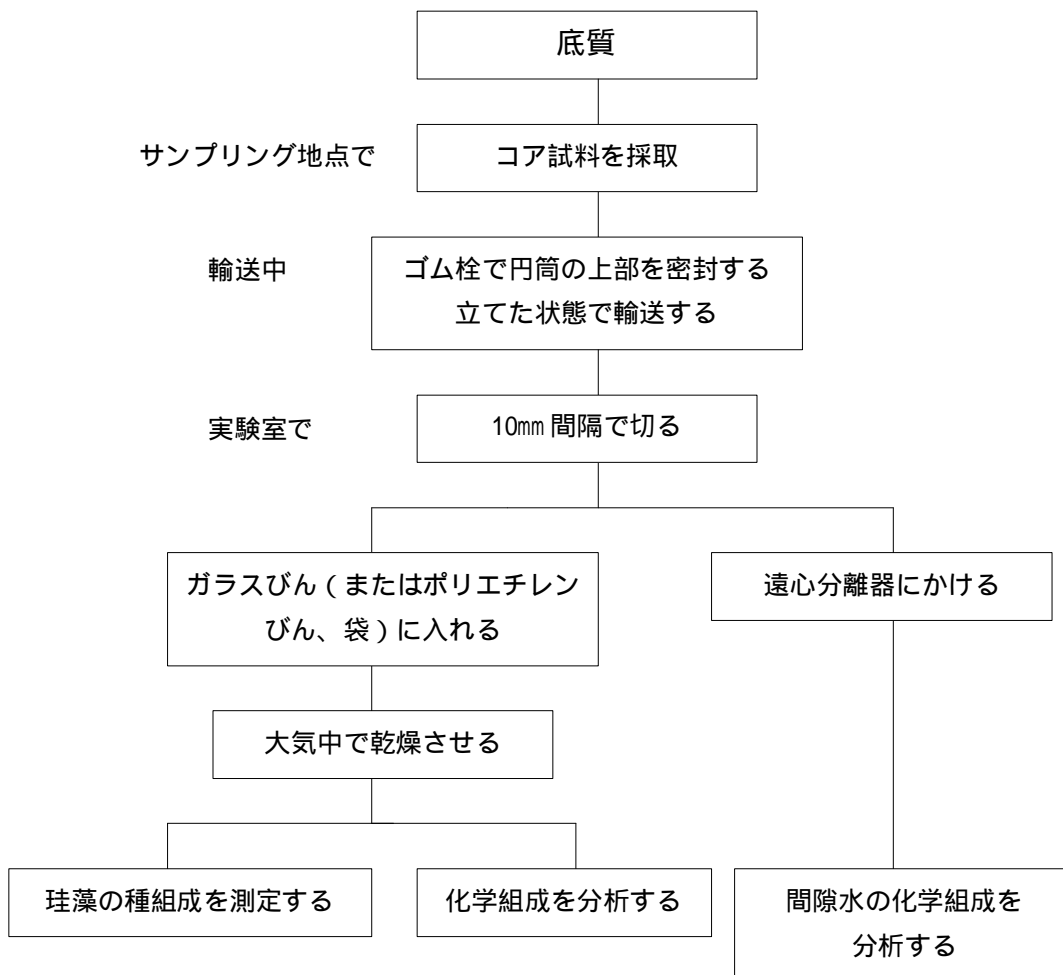 底質
サンプリング地点で
コア試料を採取
輸送中
ゴム栓で円筒の上部を密封する
立てた状態で輸送する
実験室で
10㎜間隔で切る
ガラスびん(またはポリエチレン
びん、袋)に入れる
遠心分離器にかける
大気中で乾燥させる
珪藻の種組成を測定する
化学組成を分析する
間隙水の化学組成を
分析する